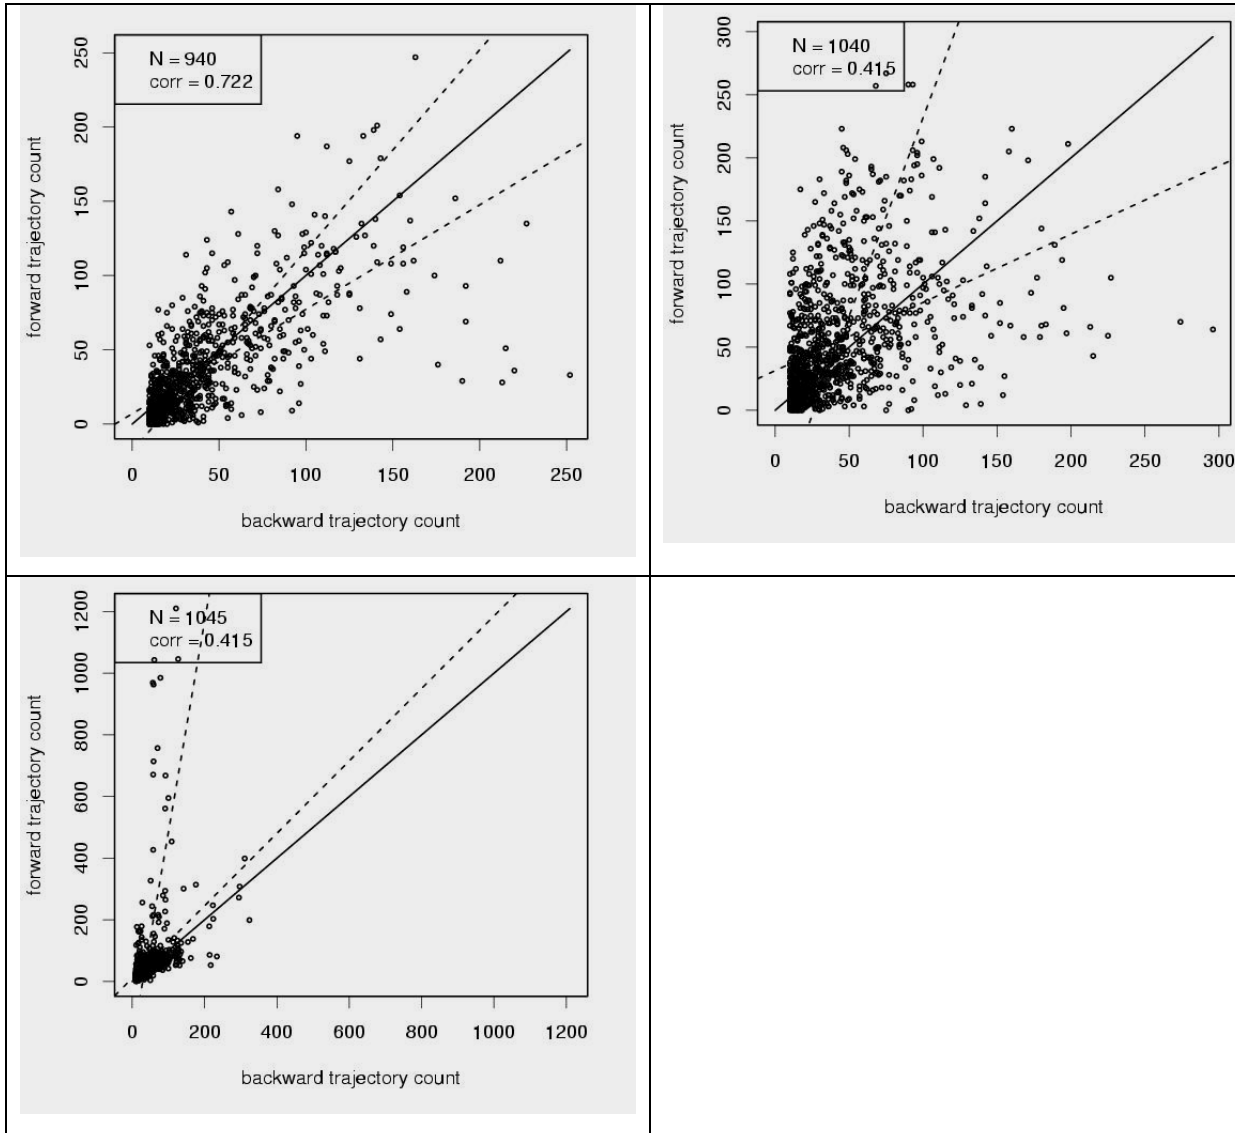 N = 940
corr = 0.722
250
200
150
100
50
0
forward trajectory count
0 50 100 150 200 250
backward trajectory count
N = 1040
corr = 0.415
300
250
200
150
100
50
0
forward trajectory count
0 50 100 150 200 250 300
backward trajectory count
N = 1045
corr = 0.415
1200
1000
800
600
400
200
0
forward trajectory count
0 200 400 600 800 1000 1200
backward trajectory count